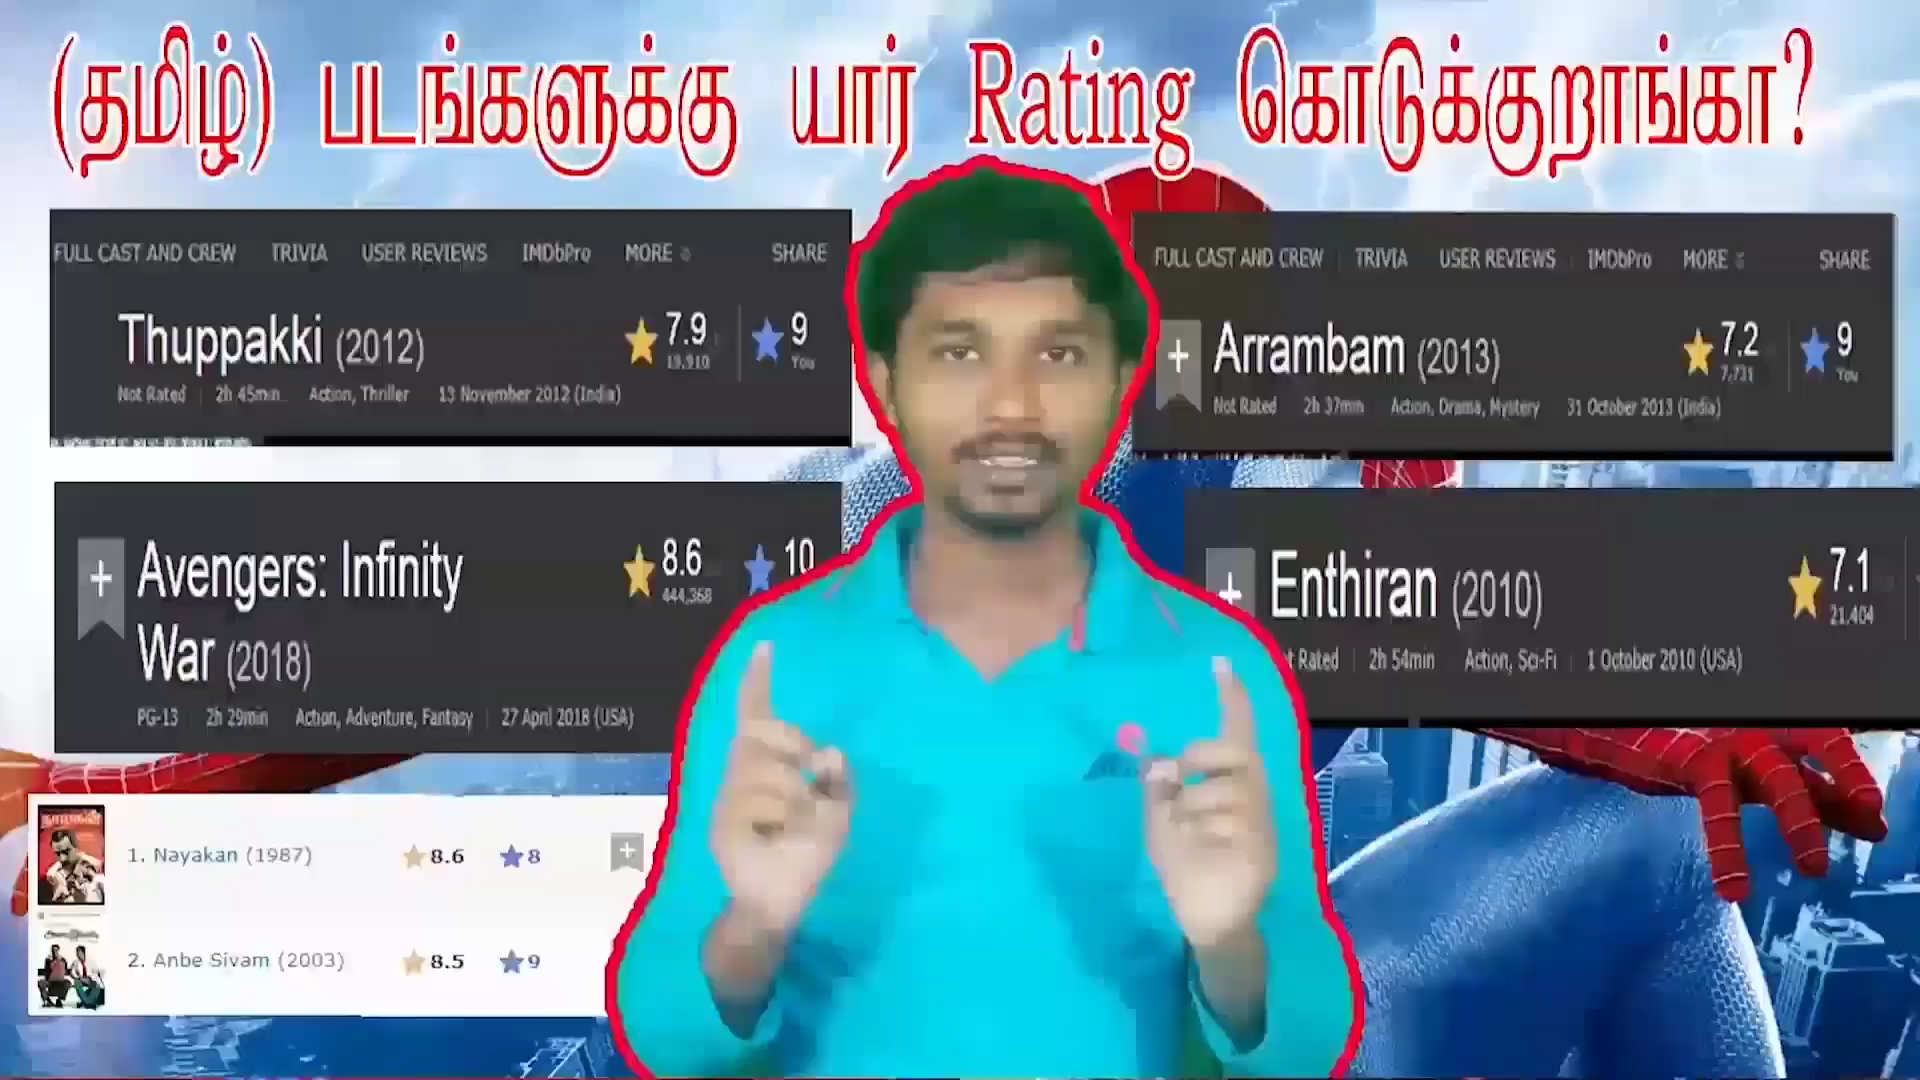 (தமிழ்) படங்களுக்கு யார் Rating கொடுக்குறாங்கா?
FULL CAST AND CREW TRIVIA USER REVIEWS IMDbPro MORE SHARE
Thuppakki (2012) 7.9 9
13,910 You
Not Rated 2h 45min Action, Thriller 13 November 2012 (India)
FULL CAST AND CREW TRIVIA USER REVIEWS IMDbPro MORE SHARE
+ Arrambam (2013) 7.2 9
7,731 You
Not Rated 2h 37min Action, Drama, Mystery 31 October 2013 (India)
+ Avengers: Infinity 8.6 10
444,368
War (2018)
PG-13 2h 29min Action, Adventure, Fantasy 27 April 2018 (USA)
+ Enthiran (2010) 7.1
21,404
t Rated 2h 54min Action, Sci-Fi 1 October 2010 (USA)
நாயகன்
1. Nayakan (1987) 8.6 8 +
2. Anbe Sivam (2003) 8.5 9